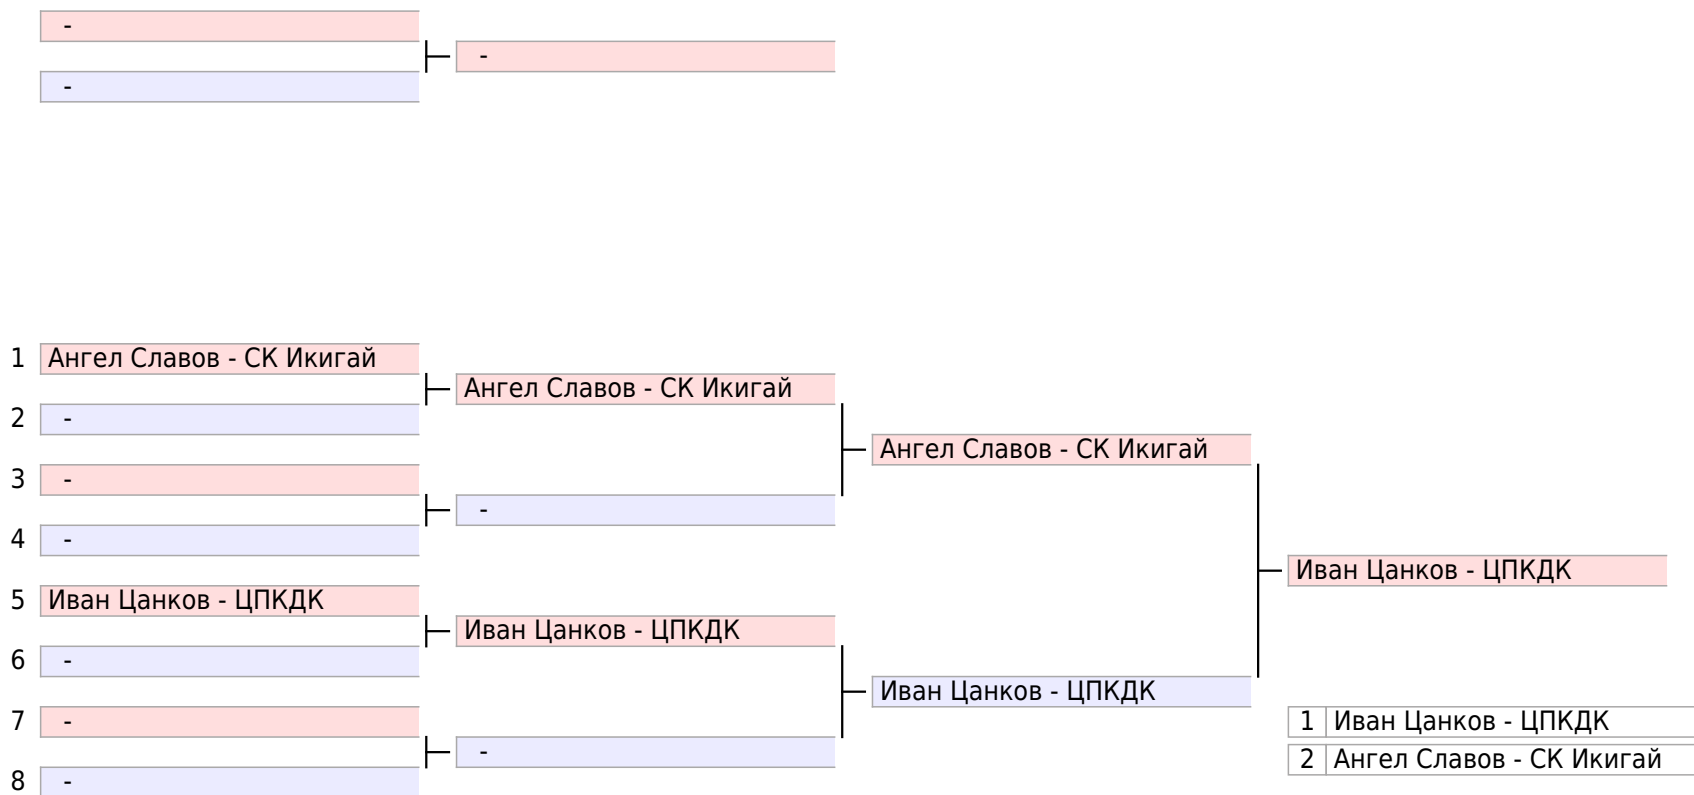 -
-
-
1 Ангел Славов - СК Икигай
Ангел Славов - СК Икигай
2 -
Ангел Славов - СК Икигай
3 -
-
4 -
Иван Цанков - ЦПКДК
5 Иван Цанков - ЦПКДК
Иван Цанков - ЦПКДК
6 -
Иван Цанков - ЦПКДК
7 -
1 Иван Цанков - ЦПКДК
-
2 Ангел Славов - СК Икигай
8 -